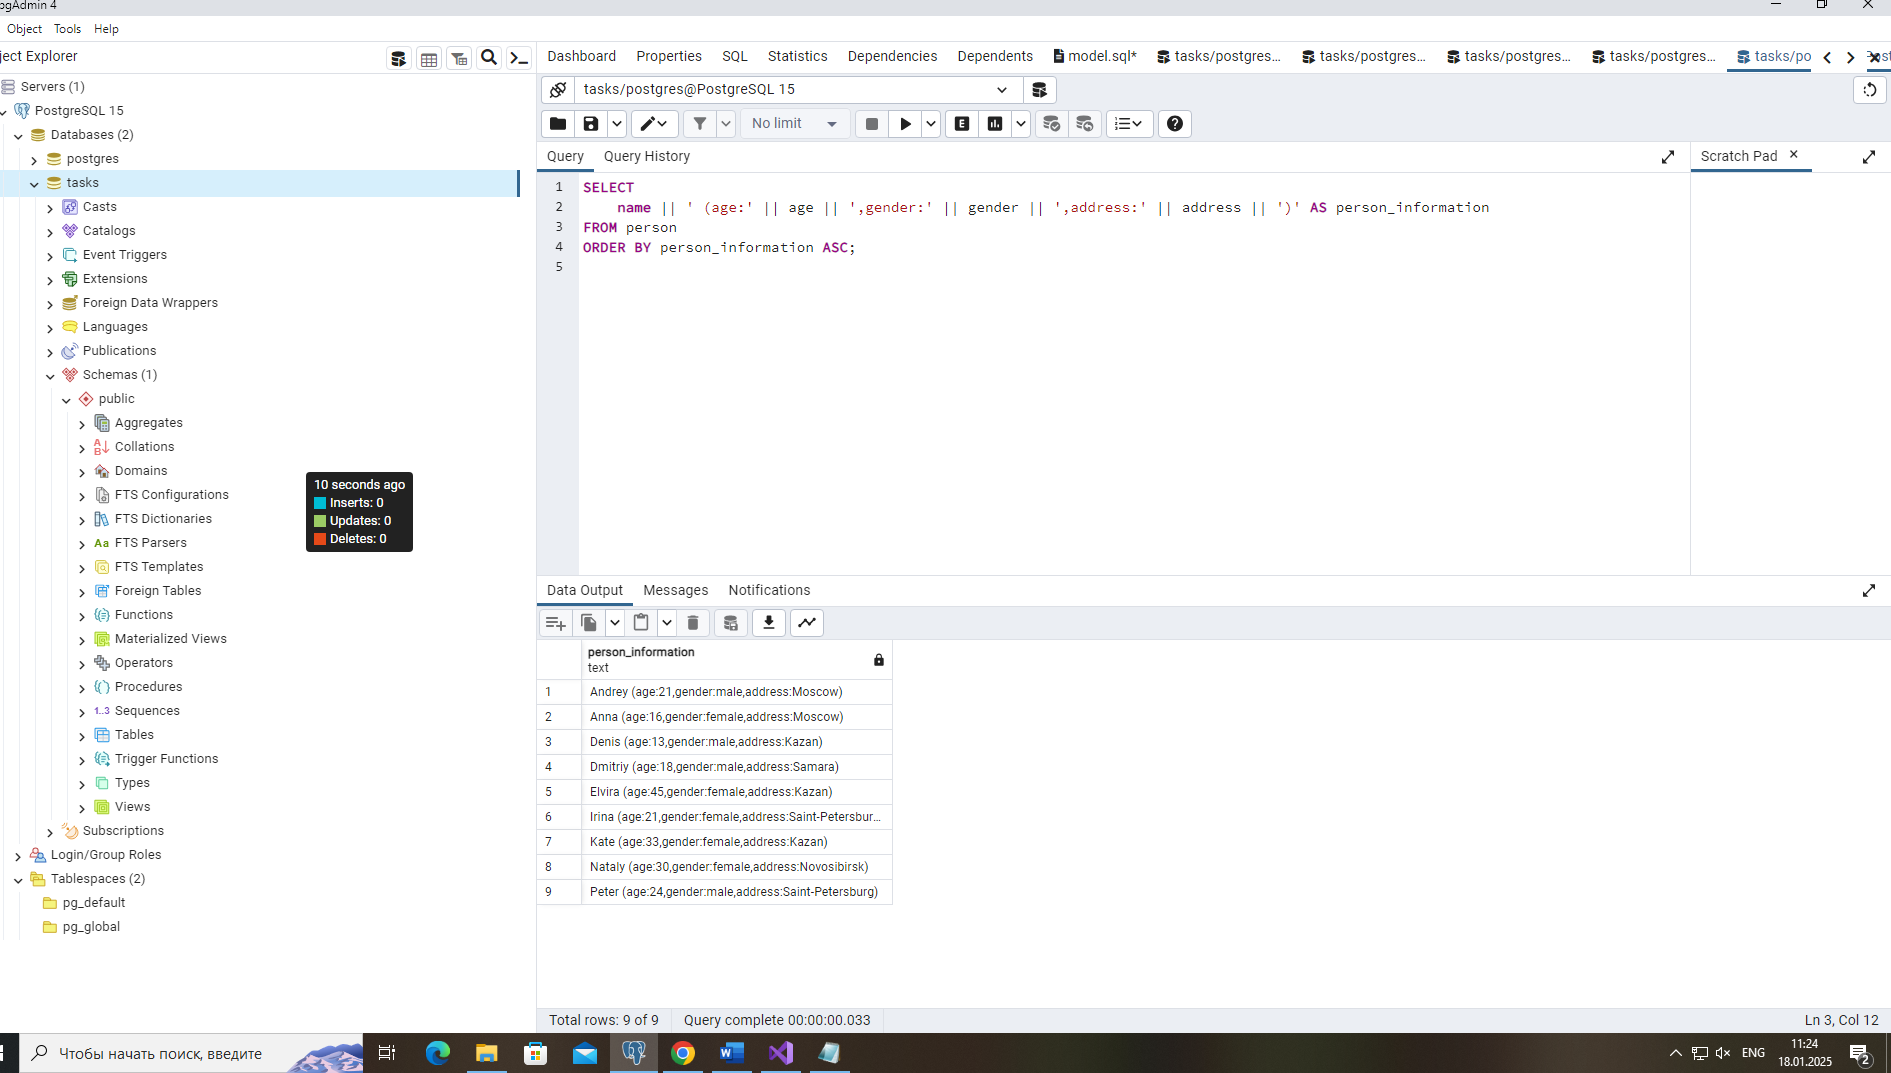 pgAdmin 4
Object Tools Help
ject Explorer
Servers (1)
PostgreSQL 15
Databases (2)
postgres
tasks
Casts
Catalogs
Event Triggers
Extensions
Foreign Data Wrappers
Languages
Publications
Schemas (1)
public
Aggregates
Collations
Domains
FTS Configurations
FTS Dictionaries
Aa FTS Parsers
FTS Templates
Foreign Tables
Functions
Materialized Views
Operators
Procedures
1..3 Sequences
Tables
Trigger Functions
Types
Views
Subscriptions
Login/Group Roles
Tablespaces (2)
pg_default
pg_global
10 seconds ago
Inserts: 0
Updates: 0
Deletes: 0
Dashboard Properties SQL Statistics Dependencies Dependents model.sql* tasks/postgres... tasks/postgres... tasks/postgres... tasks/postgres... tasks/po
tasks/postgres@PostgreSQL 15
No limit
Query Query History
Scratch Pad
1 SELECT
2 name || ' (age:' || age || ',gender:' || gender || ',address:' || address || ')' AS person_information
3 FROM person
4 ORDER BY person_information ASC;
5
Data Output Messages Notifications
person_information
text
1 Andrey (age:21,gender:male,address:Moscow)
2 Anna (age:16,gender:female,address:Moscow)
3 Denis (age:13,gender:male,address:Kazan)
4 Dmitriy (age:18,gender:male,address:Samara)
5 Elvira (age:45,gender:female,address:Kazan)
6 Irina (age:21,gender:female,address:Saint-Petersbur...
7 Kate (age:33,gender:female,address:Kazan)
8 Nataly (age:30,gender:female,address:Novosibirsk)
9 Peter (age:24,gender:male,address:Saint-Petersburg)
Total rows: 9 of 9 Query complete 00:00:00.033 Ln 3, Col 12
Чтобы начать поиск, введите
ENG
11:24
18.01.2025
2